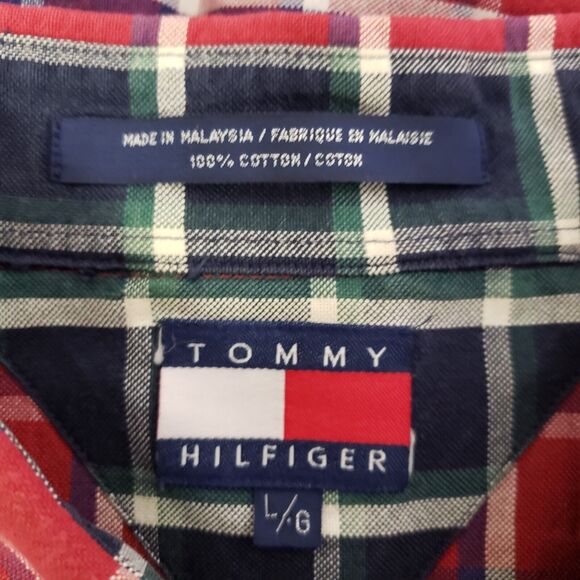 MADE IN MALAYSIA / FABRIQUE EN MALAISIE
100% COTTON / COTON
TOMMY
HILFIGER
L/G